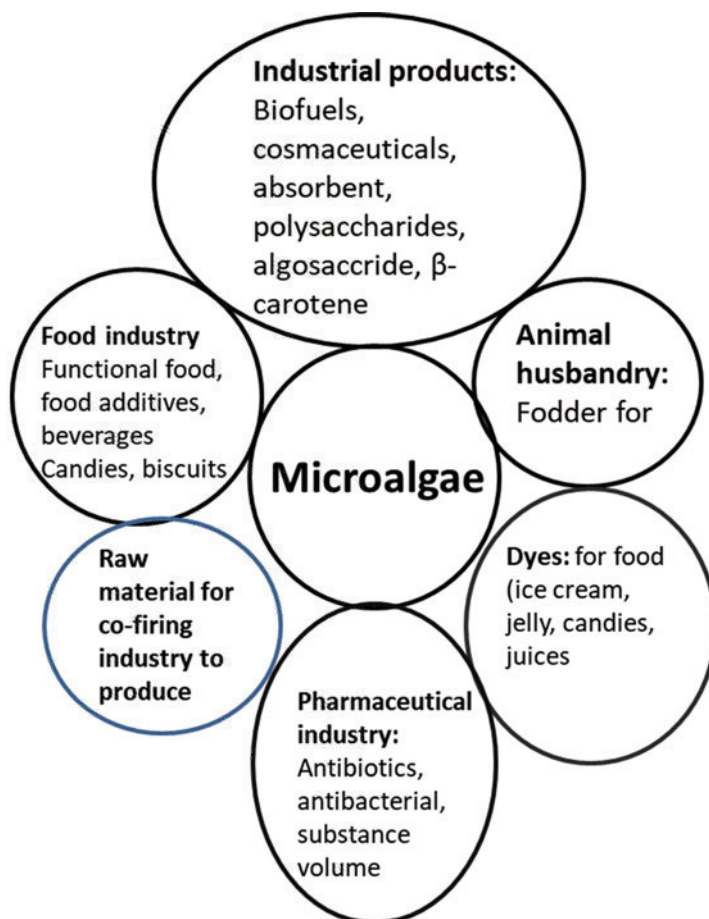 Industrial products:
Biofuels,
cosmaceuticals,
absorbent,
polysaccharides,
algosaccride, β-
carotene
Food industry
Functional food,
food additives,
beverages
Candies, biscuits
Animal
husbandry:
Fodder for
Microalgae
Raw
material for
co-firing
industry to
produce
Dyes: for food
(ice cream,
jelly, candies,
juices
Pharmaceutical
industry:
Antibiotics,
antibacterial,
substance
volume